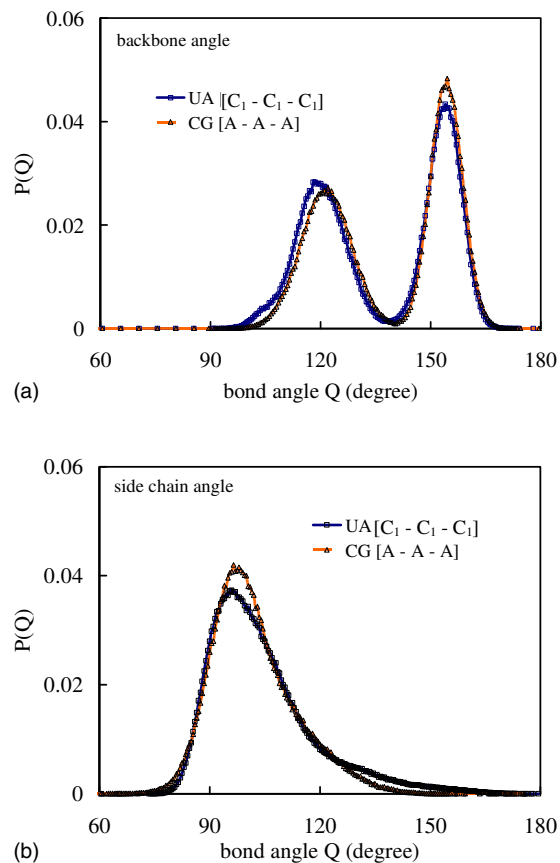 0.06
backbone angle
UA [C₁ - C₁ - C₁]
CG [A - A - A]
0.04
P(Q)
0.02
0
60 90 120 150 180
(a)
bond angle Q (degree)
0.06
side chain angle
UA [C₁ - C₁ - C₁]
CG [A - A - A]
0.04
P(Q)
0.02
0
60 90 120 150 180
(b)
bond angle Q (degree)